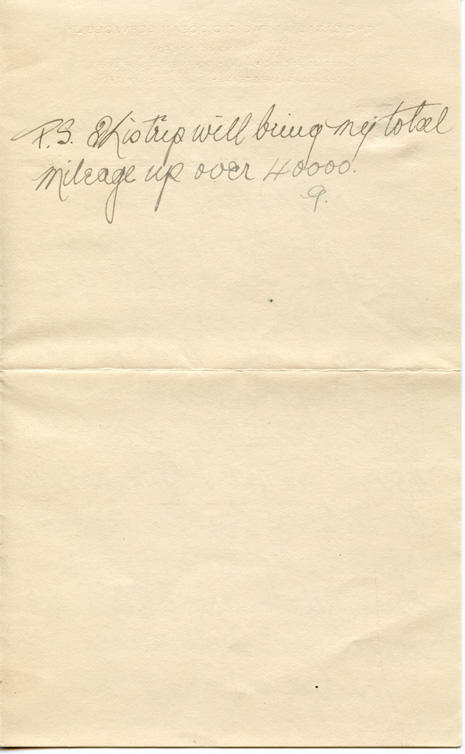 P.S. This trip will bring my total
mileage up over 40000.
9.